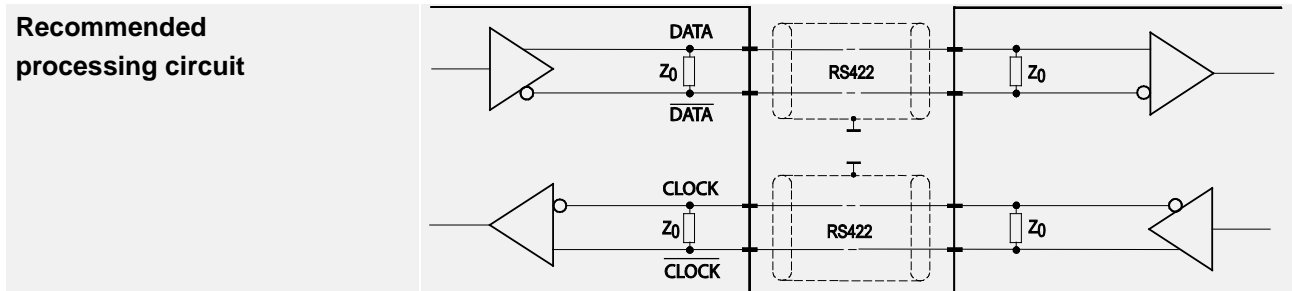 Recommended
processing circuit
DATA
Z0
RS422
Z0
DATA
CLOCK
Z0
RS422
Z0
CLOCK